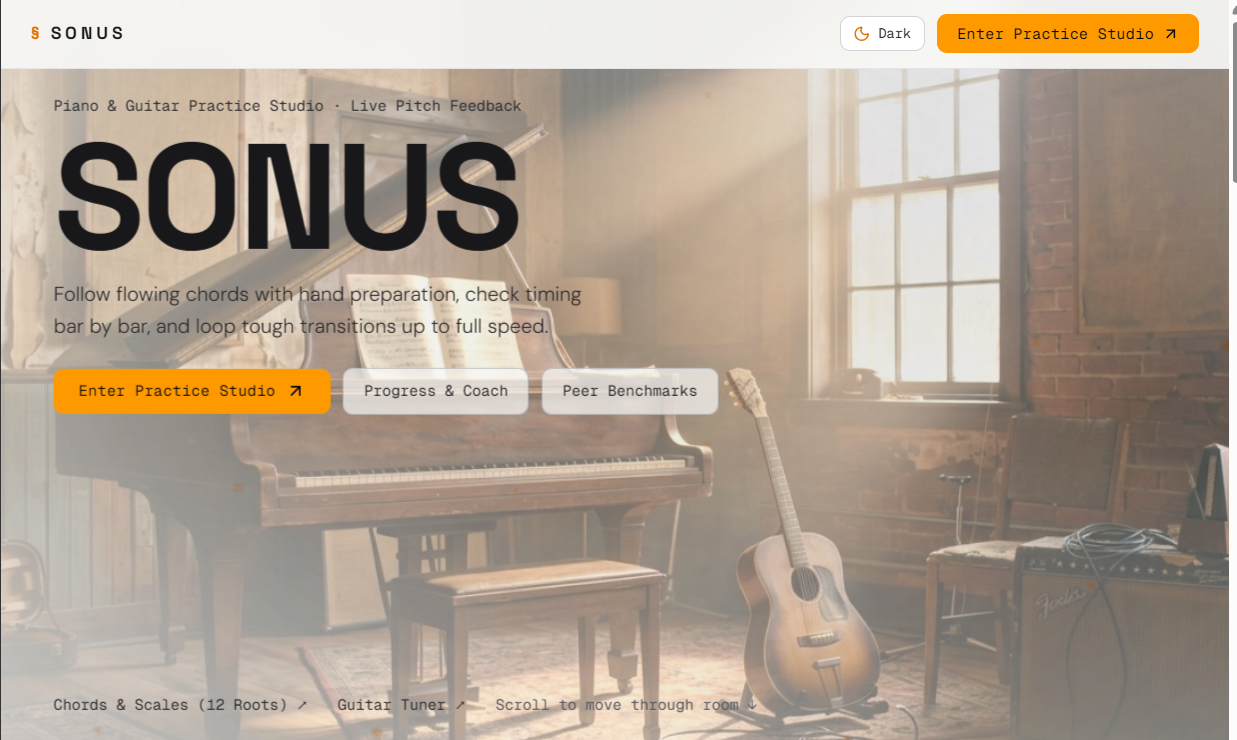 § SONUS
Dark
Enter Practice Studio ↗
Piano & Guitar Practice Studio · Live Pitch Feedback
SONUS
Follow flowing chords with hand preparation, check timing
bar by bar, and loop tough transitions up to full speed.
Enter Practice Studio ↗
Progress & Coach
Peer Benchmarks
Chords & Scales (12 Roots) ↗
Guitar Tuner ↗
Scroll to move through room ↓